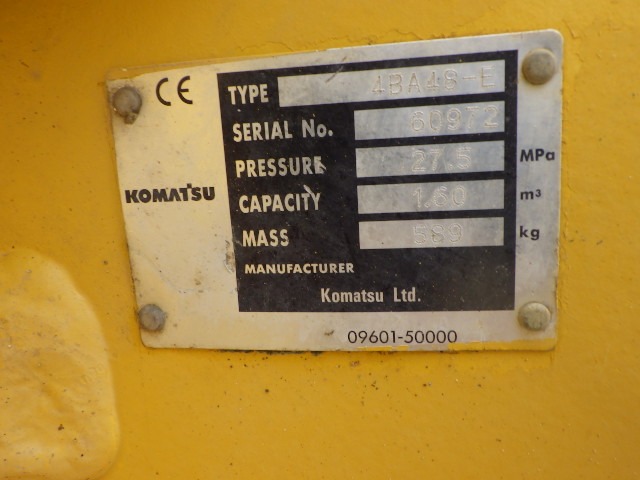 CE
TYPE 4BA48-E
SERIAL No. 60972
PRESSURE 27.5 MPa
KOMATSU
CAPACITY 1.60 m³
MASS 589 kg
MANUFACTURER
Komatsu Ltd.
09601-50000